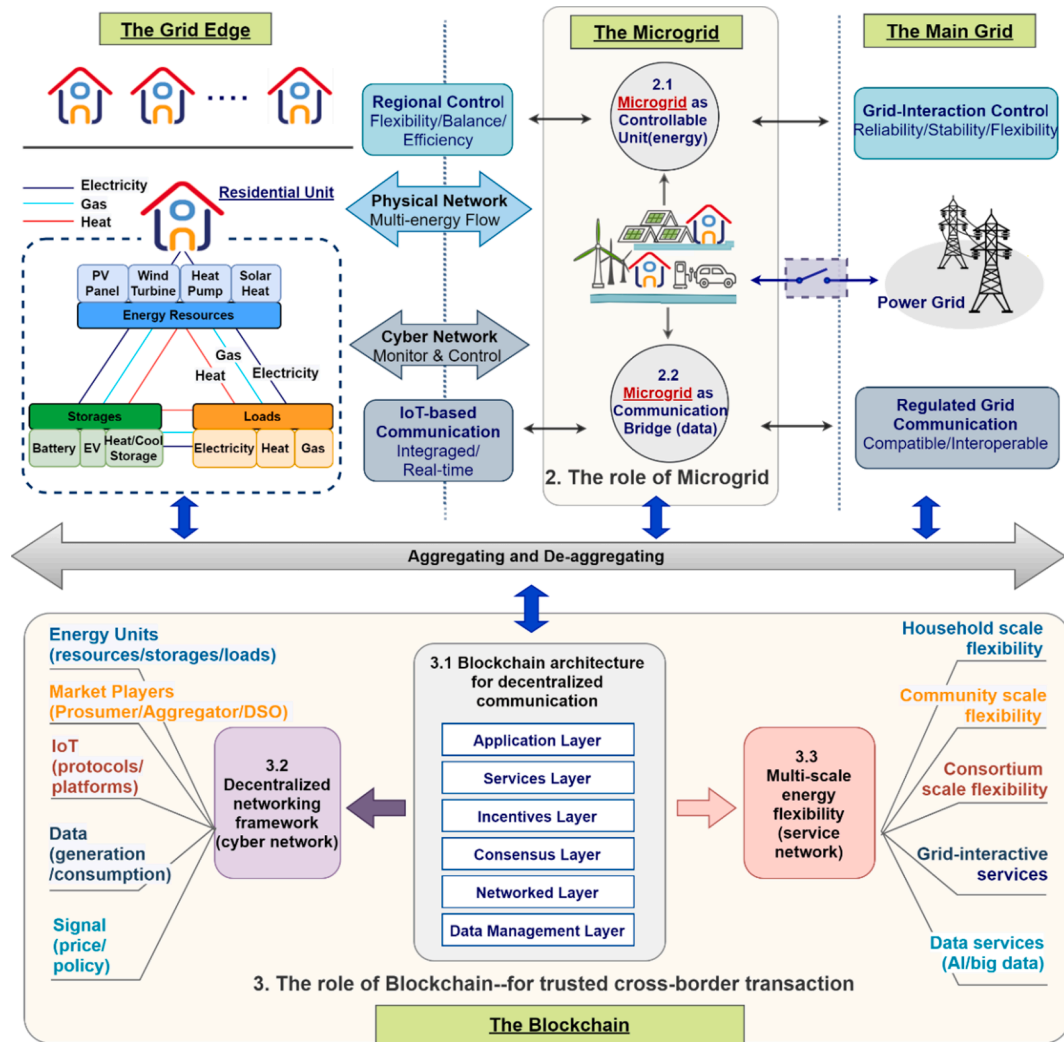 The Grid Edge
The Microgrid
The Main Grid
....
Regional Control
Flexibility/Balance/
Efficiency
2.1
Microgrid as
Controllable
Unit(energy)
Grid-Interaction Control
Reliability/Stability/Flexibility
Electricity
Gas
Heat
Residential Unit
Physical Network
Multi-energy Flow
PV
Panel
Wind
Turbine
Heat
Pump
Solar
Heat
Energy Resources
Power Grid
Cyber Network
Monitor & Control
Gas
Heat
Electricity
Storages
Loads
Battery
EV
Heat/Cool
Storage
Electricity
Heat
Gas
IoT-based
Communication
Integraged/
Real-time
2.2
Microgrid as
Communication
Bridge (data)
Regulated Grid
Communication
Compatible/Interoperable
2. The role of Microgrid
Aggregating and De-aggregating
Energy Units
(resources/storages/loads)
Market Players
(Prosumer/Aggregator/DSO)
IoT
(protocols/
platforms)
Data
(generation
/consumption)
Signal
(price/
policy)
3.2
Decentralized
networking
framework
(cyber network)
3.1 Blockchain architecture
for decentralized
communication
Application Layer
Services Layer
Incentives Layer
Consensus Layer
Networked Layer
Data Management Layer
3.3
Multi-scale
energy
flexibility
(service
network)
Household scale
flexibility
Community scale
flexibility
Consortium
scale flexibility
Grid-interactive
services
Data services
(AI/big data)
3. The role of Blockchain--for trusted cross-border transaction
The Blockchain